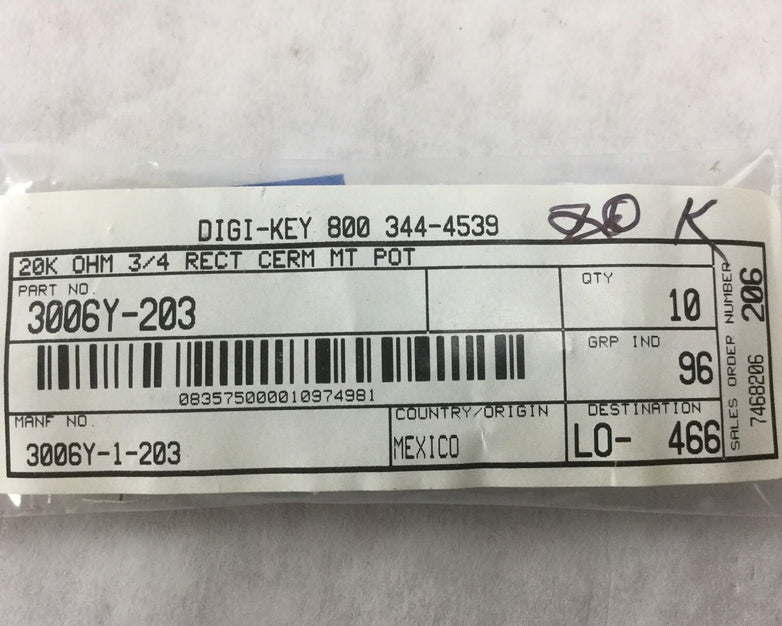 DIGI-KEY 800 344-4539
20 K
20K OHM 3/4 RECT CERM MT POT
PART NO.
3006Y-203
QTY
10
GRP IND
96
083575000010974981
MANF NO.
3006Y-1-203
COUNTRY/ORIGIN
MEXICO
DESTINATION
LO- 466
SALES ORDER NUMBER
7468206 206